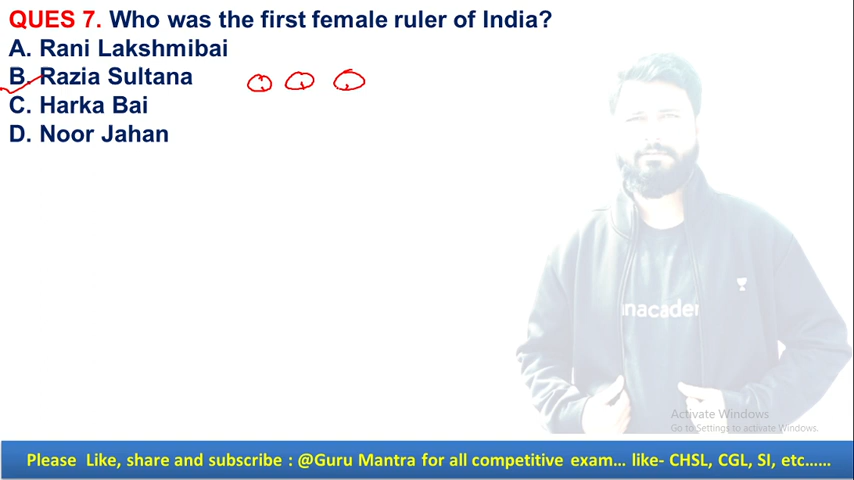 QUES 7. Who was the first female ruler of India?
A. Rani Lakshmibai
B. Razia Sultana
C. Harka Bai
D. Noor Jahan
nacader
Activate Windows
Go to Settings to activate Windows.
Please Like, share and subscribe : @Guru Mantra for all competitive exam... like- CHSL, CGL, SI, etc......